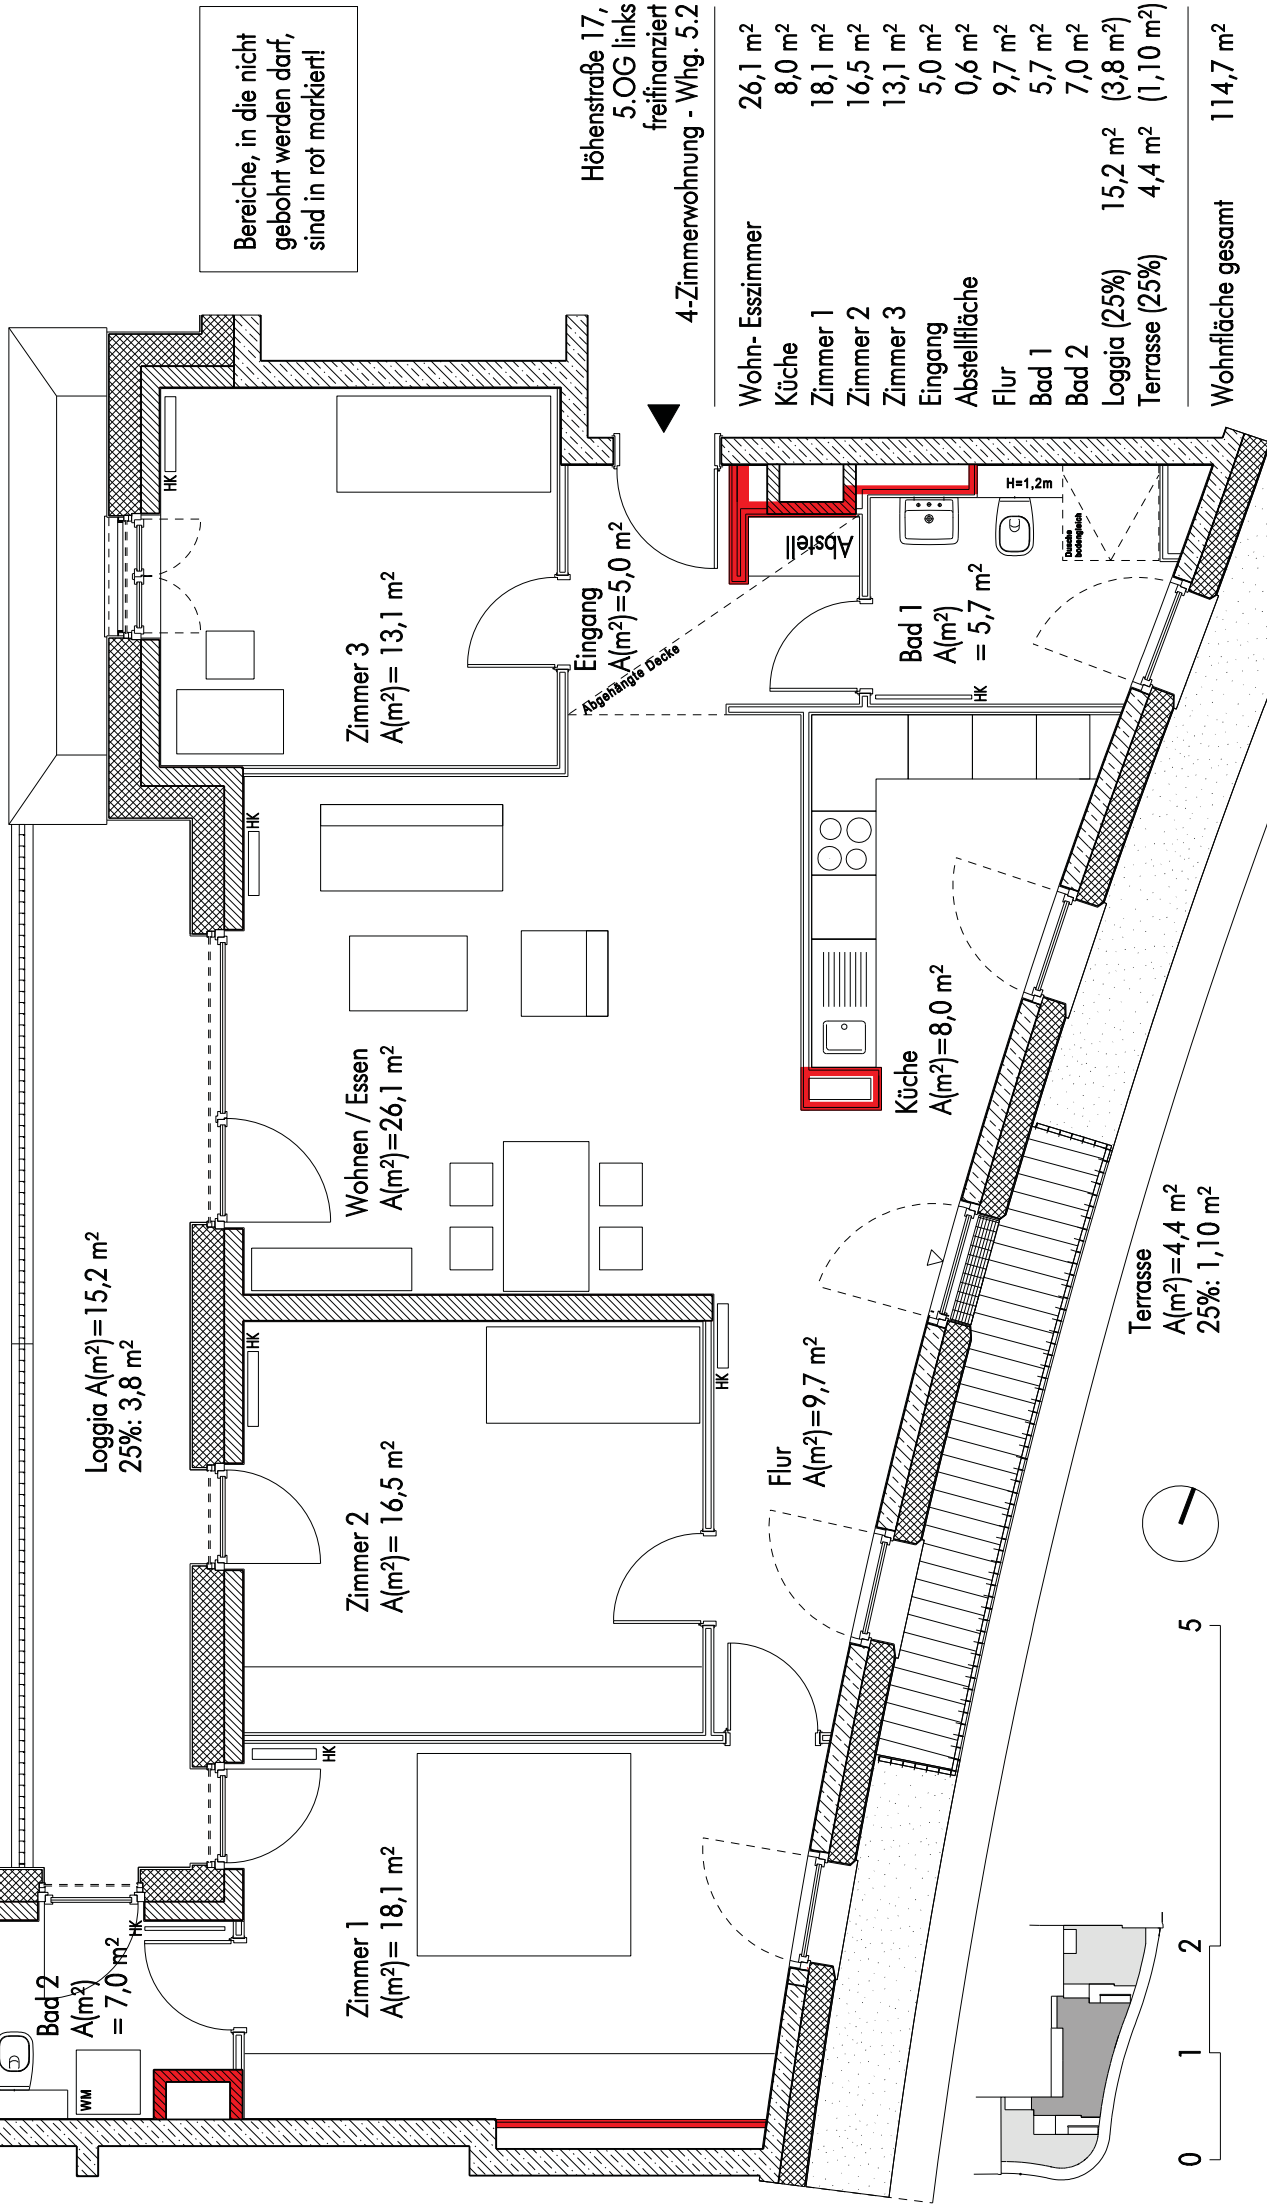 Bereiche, in die nicht
gebohrt werden darf,
sind in rot markiert!
Höhenstraße 17,
5.OG links
freifinanziert
4-Zimmerwohnung - Whg. 5.2
Wohn- Esszimmer 26,1 m²
Küche 8,0 m²
Zimmer 1 18,1 m²
Zimmer 2 16,5 m²
Zimmer 3 13,1 m²
Eingang 5,0 m²
Abstellfläche 0,6 m²
Flur 9,7 m²
Bad 1 5,7 m²
Bad 2 7,0 m²
Loggia (25%) 15,2 m² (3,8 m²)
Terrasse (25%) 4,4 m² (1,10 m²)
Wohnfläche gesamt 114,7 m²
Loggia A(m²)=15,2 m²
25%: 3,8 m²
Bad 2
A(m²)
= 7,0 m²
WM
HK
Zimmer 1
A(m²)= 18,1 m²
HK
Zimmer 2
A(m²)= 16,5 m²
HK
HK
Wohnen / Essen
A(m²)=26,1 m²
HK
Zimmer 3
A(m²)= 13,1 m²
HK
Eingang
A(m²)=5,0 m²
Abgehängte Decke
Abstell
Bad 1
A(m²)
= 5,7 m²
HK
H=1,2m
Dusche
bodengleich
Küche
A(m²)=8,0 m²
Flur
A(m²)=9,7 m²
Terrasse
A(m²)=4,4 m²
25%: 1,10 m²
0 1 2 5